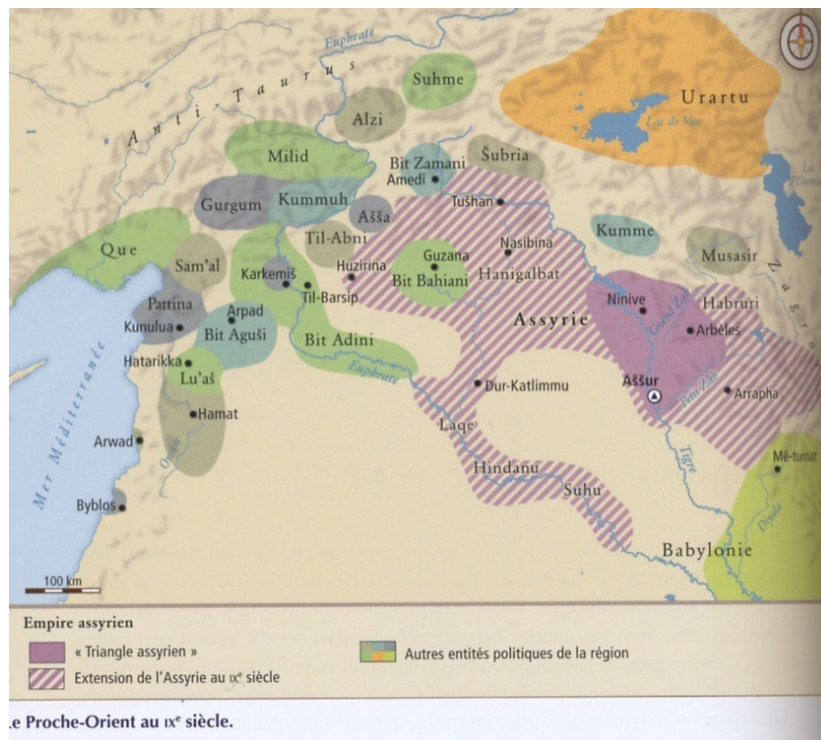 Euphrate
Anti-Taurus
Suhme
Urartu
Lac de Van
Alzi
Milid
Bit Zamani
Amedi
Šubria
Gurgum
Kummuh
Ašša
Tušhan
Que
Til-Abni
Kumme
Sam'al
Karkemiš
Huzirina
Guzana
Bit Bahiani
Nasibina
Hanigalbat
Musasir
Til-Barsip
Pattina
Arpad
Ninive
Grand Zab
Habruri
Kunulua
Bit Aguši
Assyrie
Arbèles
Bit Adini
Hatarikka
Lu'aš
Euphrate
Dur-Katlimmu
Aššur
Petit Zab
Arrapha
Hamat
Laqe
Arwad
Mer Méditerranée
Hindanu
Suhu
Tigre
Mê-turnat
Byblos
Diyala
Babylonie
100 km
Empire assyrien
« Triangle assyrien »
Autres entités politiques de la région
Extension de l'Assyrie au IXe siècle
e Proche-Orient au IXe siècle.